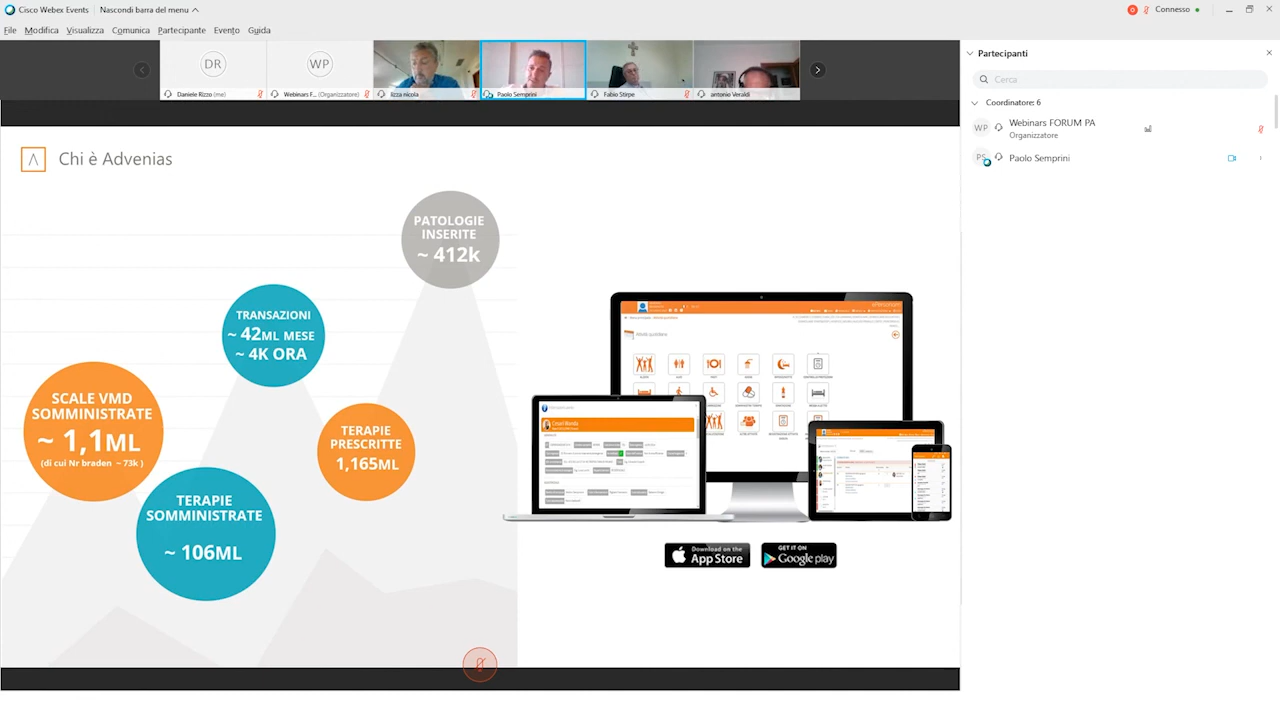 Cisco Webex Events
Nascondi barra del menu
Connesso
File Modifica Visualizza Comunica Partecipante Evento Guida
DR
WP
Daniele Rizzo (me)
Webinars F... (Organizzatore)
lizza nicola
Paolo Semprini
Fabio Stirpe
antonio Veraldi
Partecipanti
Cerca
Coordinatore: 6
WP
Webinars FORUM PA
Organizzatore
PS
Paolo Semprini
Chi è Advenias
PATOLOGIE
INSERITE
~ 412k
TRANSAZIONI
~ 42ML MESE
~ 4K ORA
SCALE VMD
SOMMINISTRATE
~ 1,1ML
(di cui Nr braden ~ 73k )
TERAPIE
PRESCRITTE
1,165ML
TERAPIE
SOMMINISTRATE
~ 106ML
Download on the
App Store
GET IT ON
Google play